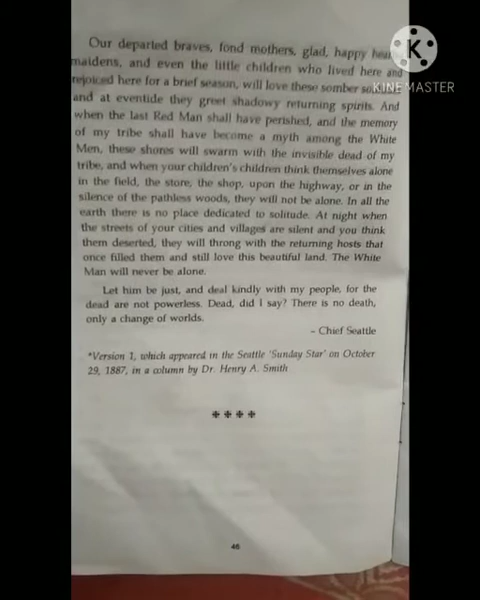 Our departed braves, fond mothers, glad, happy
K
maidens, and even the little children who lived here and
rejoiced here for a brief season, will love these somber
KINEMASTER
and at eventide they greet shadowy returning spirits. And
when the last Red Man shall have perished, and the memory
of my tribe shall have become a myth among the White
Men, these shores will swarm with the invisible dead of my
tribe, and when your children's children think themselves alone
in the field, the store, the shop, upon the highway, or in the
silence of the pathless woods, they will not be alone. In all the
earth there is no place dedicated to solitude. At night when
the streets of your cities and villages are silent and you think
them deserted, they will throng with the returning hosts that
once filled them and still love this beautiful land. The White
Man will never be alone.
Let him be just, and deal kindly with my people, for the
dead are not powerless. Dead, did I say? There is no death,
only a change of worlds.
– Chief Seattle
*Version 1, which appeared in the Seattle 'Sunday Star' on October
29, 1887, in a column by Dr. Henry A. Smith
46